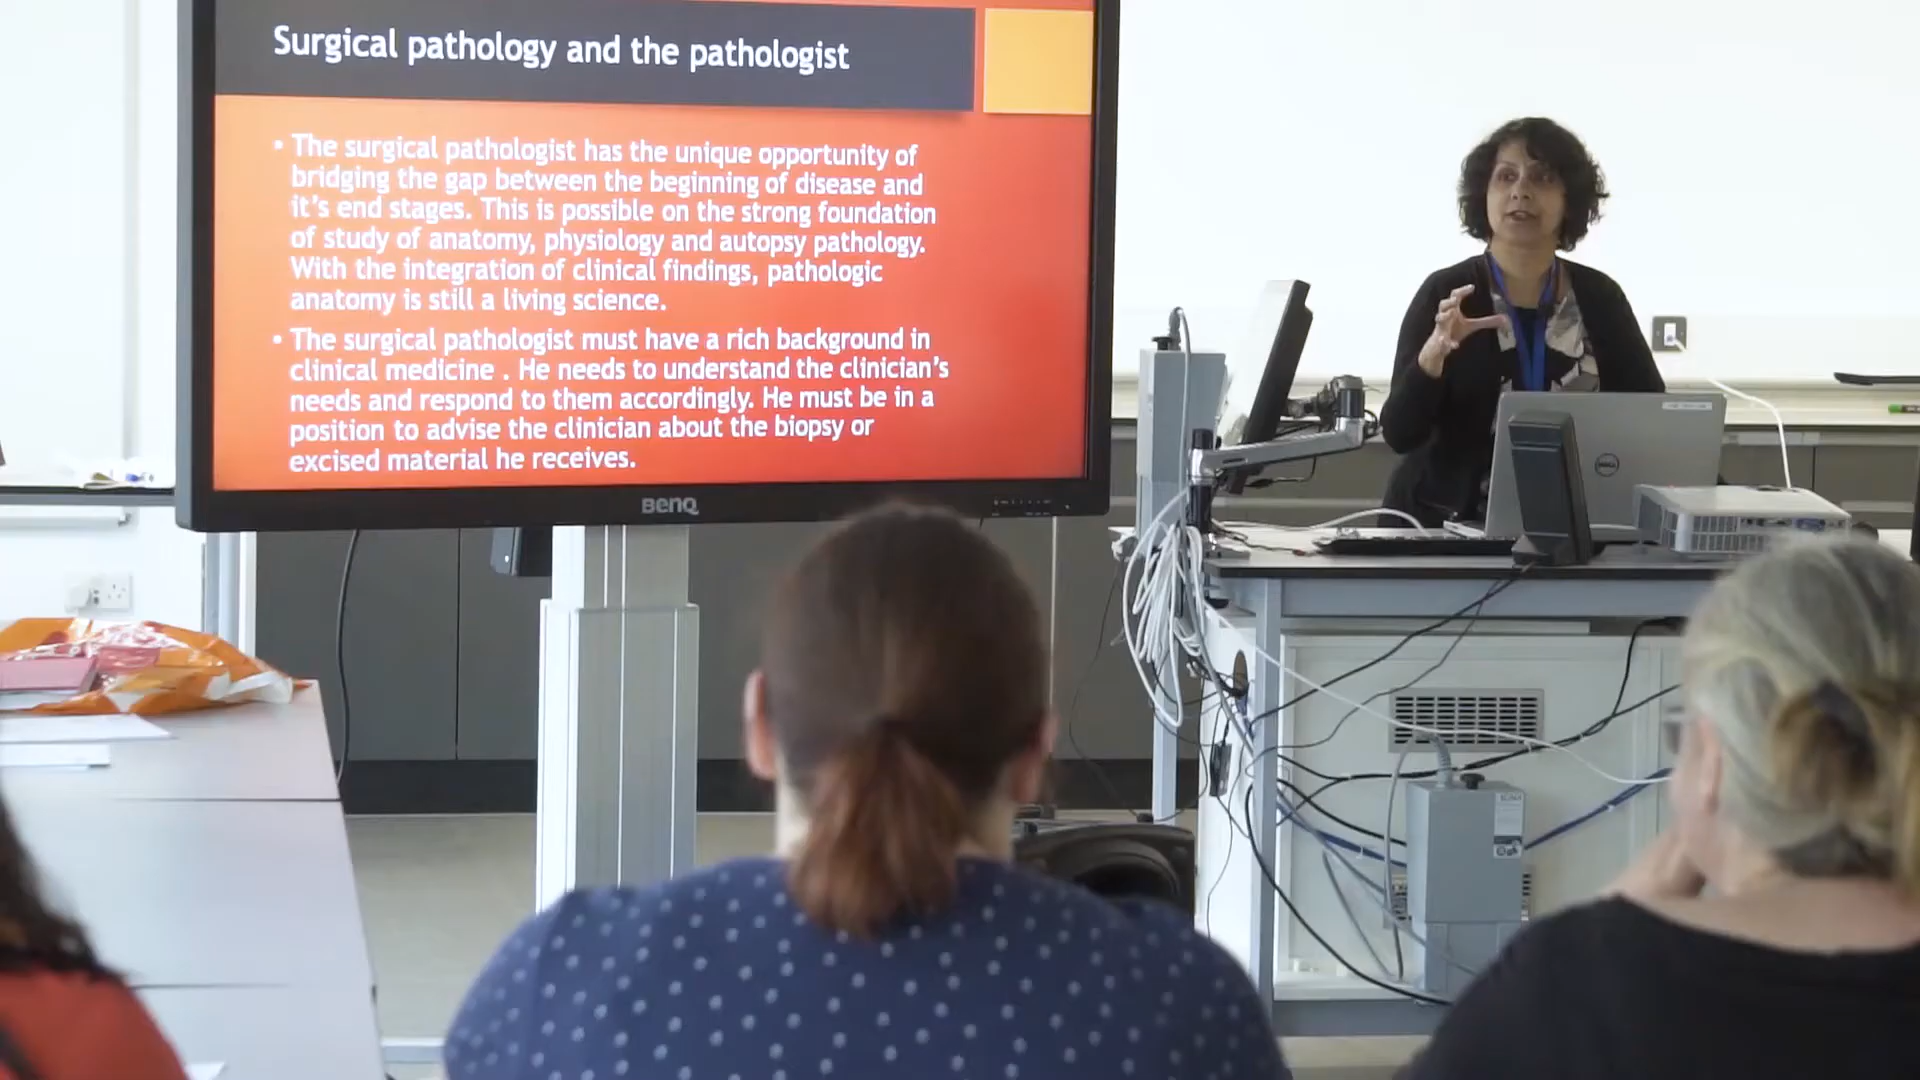 Surgical pathology and the pathologist
• The surgical pathologist has the unique opportunity of
bridging the gap between the beginning of disease and
it's end stages. This is possible on the strong foundation
of study of anatomy, physiology and autopsy pathology.
With the integration of clinical findings, pathologic
anatomy is still a living science.
• The surgical pathologist must have a rich background in
clinical medicine . He needs to understand the clinician's
needs and respond to them accordingly. He must be in a
position to advise the clinician about the biopsy or
excised material he receives.
BenQ
DELL